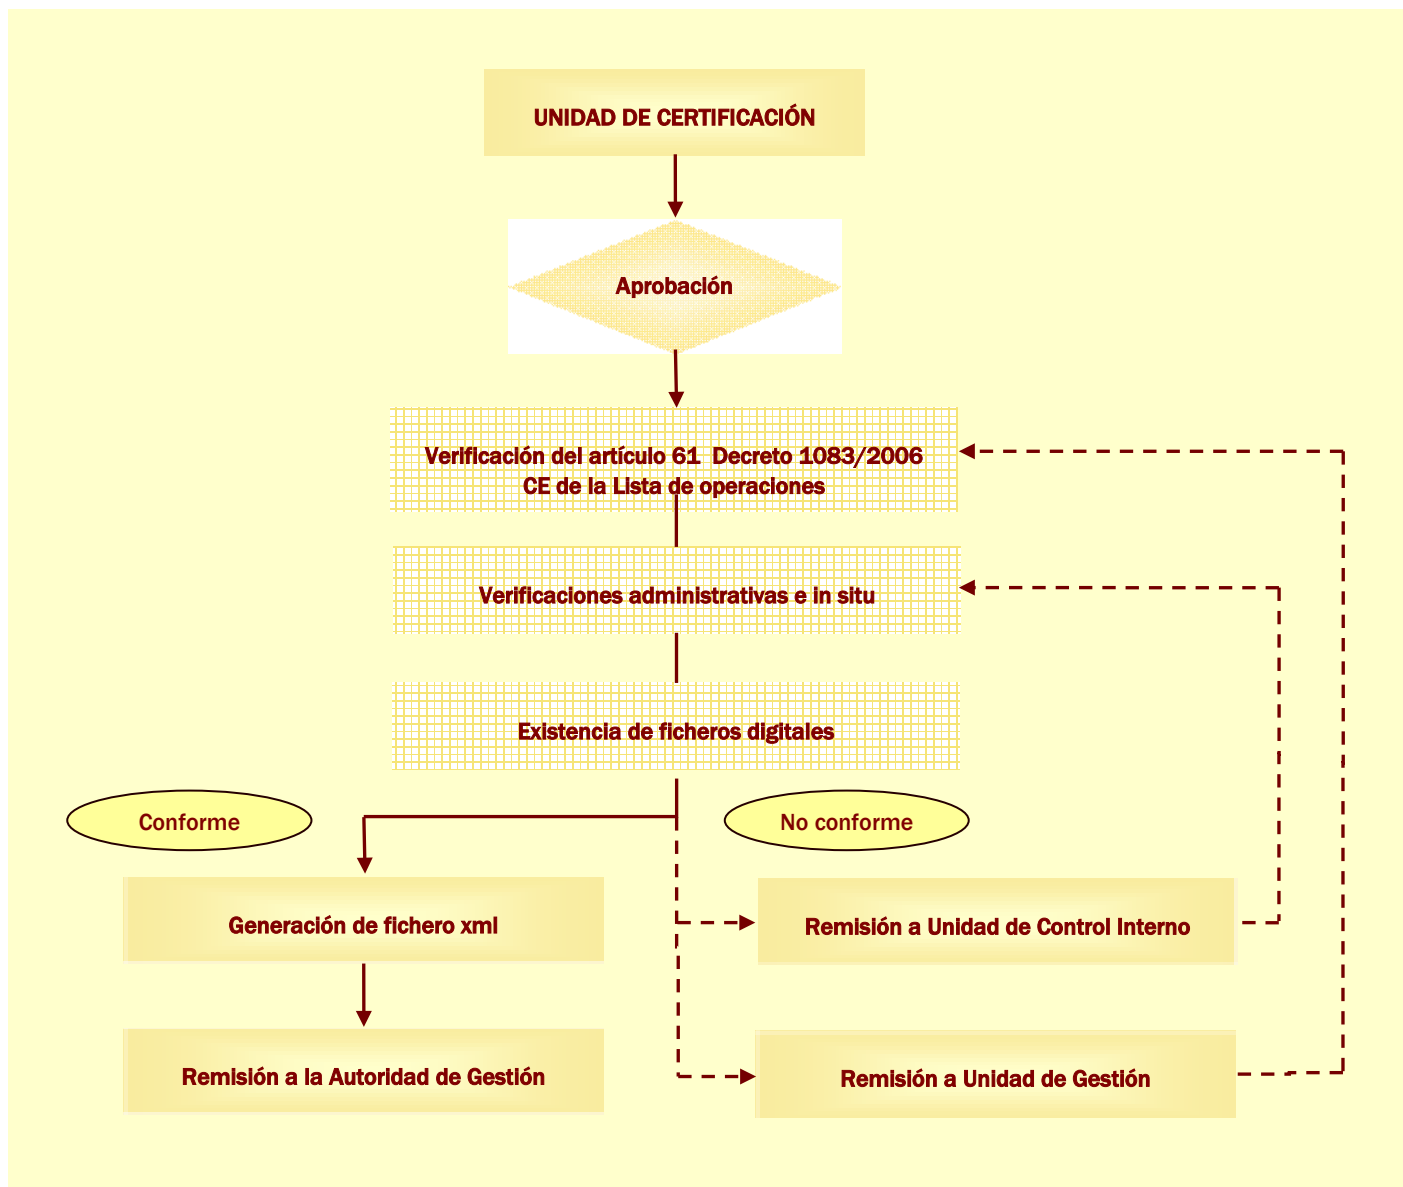 UNIDAD DE CERTIFICACIÓN
Aprobación
Verificación del artículo 61 Decreto 1083/2006
CE de la Lista de operaciones
Verificaciones administrativas e in situ
Existencia de ficheros digitales
Conforme
No conforme
Generación de fichero xml
Remisión a Unidad de Control Interno
Remisión a la Autoridad de Gestión
Remisión a Unidad de Gestión